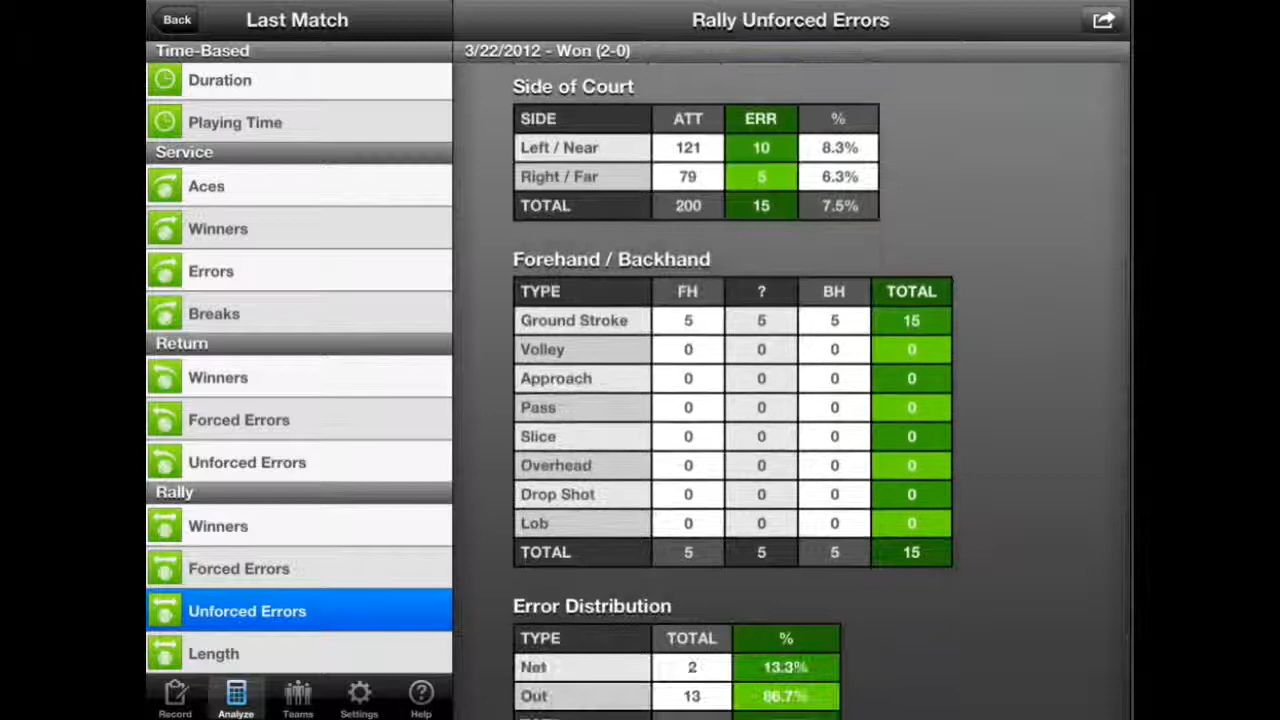 Back
Last Match
Time-Based
Duration
Playing Time
Service
Aces
Winners
Errors
Breaks
Return
Winners
Forced Errors
Unforced Errors
Rally
Winners
Forced Errors
Unforced Errors
Length
Record Analyze Teams Settings Help
Rally Unforced Errors
3/22/2012 - Won (2-0)
Side of Court
SIDE ATT ERR %
Left / Near 121 10 8.3%
Right / Far 79 5 6.3%
TOTAL 200 15 7.5%
Forehand / Backhand
TYPE FH ? BH TOTAL
Ground Stroke 5 5 5 15
Volley 0 0 0 0
Approach 0 0 0 0
Pass 0 0 0 0
Slice 0 0 0 0
Overhead 0 0 0 0
Drop Shot 0 0 0 0
Lob 0 0 0 0
TOTAL 5 5 5 15
Error Distribution
TYPE TOTAL %
Net 2 13.3%
Out 13 86.7%